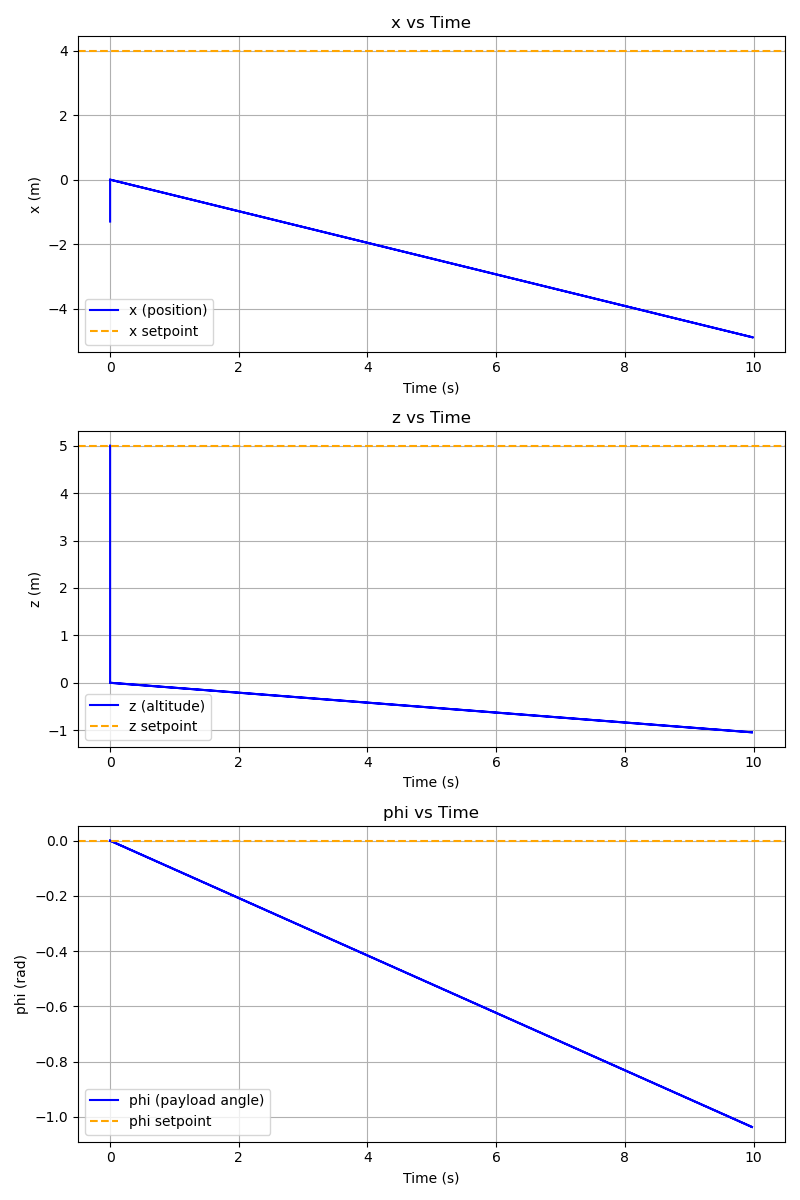 x vs Time
4
2
0
−2
−4
x (m)
x (position)
x setpoint
0 2 4 6 8 10
Time (s)
z vs Time
5
4
3
2
1
0
−1
z (m)
z (altitude)
z setpoint
0 2 4 6 8 10
Time (s)
phi vs Time
0.0
−0.2
−0.4
−0.6
−0.8
−1.0
phi (rad)
phi (payload angle)
phi setpoint
0 2 4 6 8 10
Time (s)